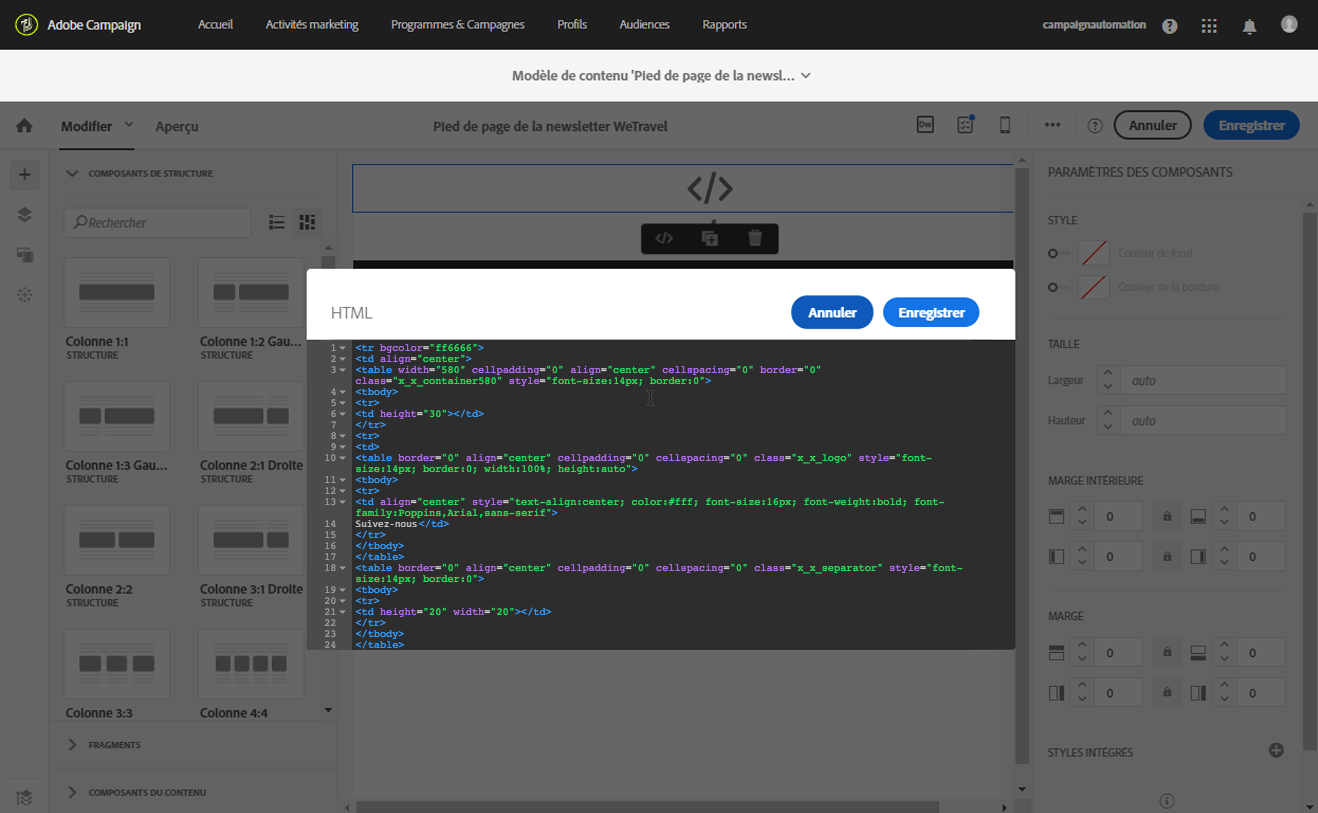 Adobe Campaign
Accueil
Activités marketing
Programmes & Campagnes
Profils
Audiences
Rapports
campaignautomation
Modèle de contenu 'Pied de page de la newsl...
Modifier
Aperçu
Pied de page de la newsletter WeTravel
Dw
Annuler
Enregistrer
COMPOSANTS DE STRUCTURE
Rechercher
Colonne 1:1
STRUCTURE
Colonne 1:2 Gau...
STRUCTURE
Colonne 1:3 Gau...
STRUCTURE
Colonne 2:1 Droite
STRUCTURE
Colonne 2:2
STRUCTURE
Colonne 3:1 Droite
STRUCTURE
Colonne 3:3
Colonne 4:4
FRAGMENTS
COMPOSANTS DU CONTENU
HTML
Annuler
Enregistrer
1 <tr bgcolor="ff6666">
2 <td align="center">
3 <table width="580" cellpadding="0" align="center" cellspacing="0" border="0"
class="x_x_container580" style="font-size:14px; border:0">
4 <tbody>
5 <tr>
6 <td height="30"></td>
7 </tr>
8 <tr>
9 <td>
10 <table border="0" align="center" cellpadding="0" cellspacing="0" class="x_x_logo" style="font-
size:14px; border:0; width:100%; height:auto">
11 <tbody>
12 <tr>
13 <td align="center" style="text-align:center; color:#fff; font-size:16px; font-weight:bold; font-
family:Poppins,Arial,sans-serif">
14 Suivez-nous</td>
15 </tr>
16 </tbody>
17 </table>
18 <table border="0" align="center" cellpadding="0" cellspacing="0" class="x_x_separator" style="font-
size:14px; border:0">
19 <tbody>
20 <tr>
21 <td height="20" width="20"></td>
22 </tr>
23 </tbody>
24 </table>
PARAMÈTRES DES COMPOSANTS
STYLE
Couleur de fond
Couleur de la bordure
TAILLE
Largeur
auto
Hauteur
auto
MARGE INTÉRIEURE
0
0
0
0
MARGE
0
0
0
0
STYLES INTÉGRÉS